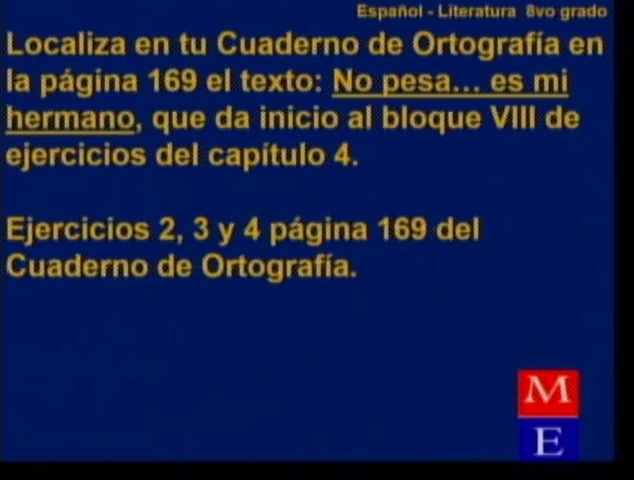 Español - Literatura 8vo grado
Localiza en tu Cuaderno de Ortografía en
la página 169 el texto: No pesa... es mi
hermano, que da inicio al bloque VIII de
ejercicios del capítulo 4.
Ejercicios 2, 3 y 4 página 169 del
Cuaderno de Ortografía.
M
E